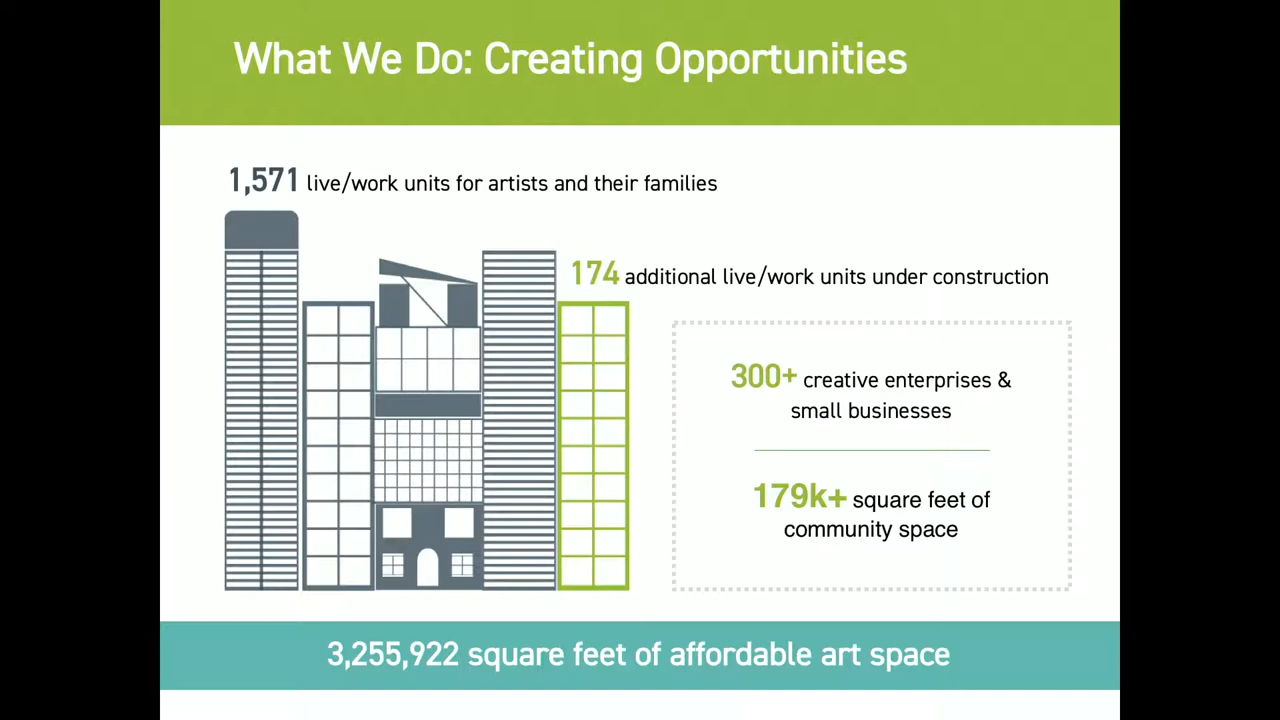 What We Do: Creating Opportunities
1,571 live/work units for artists and their families
174 additional live/work units under construction
300+ creative enterprises &
small businesses
179k+ square feet of
community space
3,255,922 square feet of affordable art space